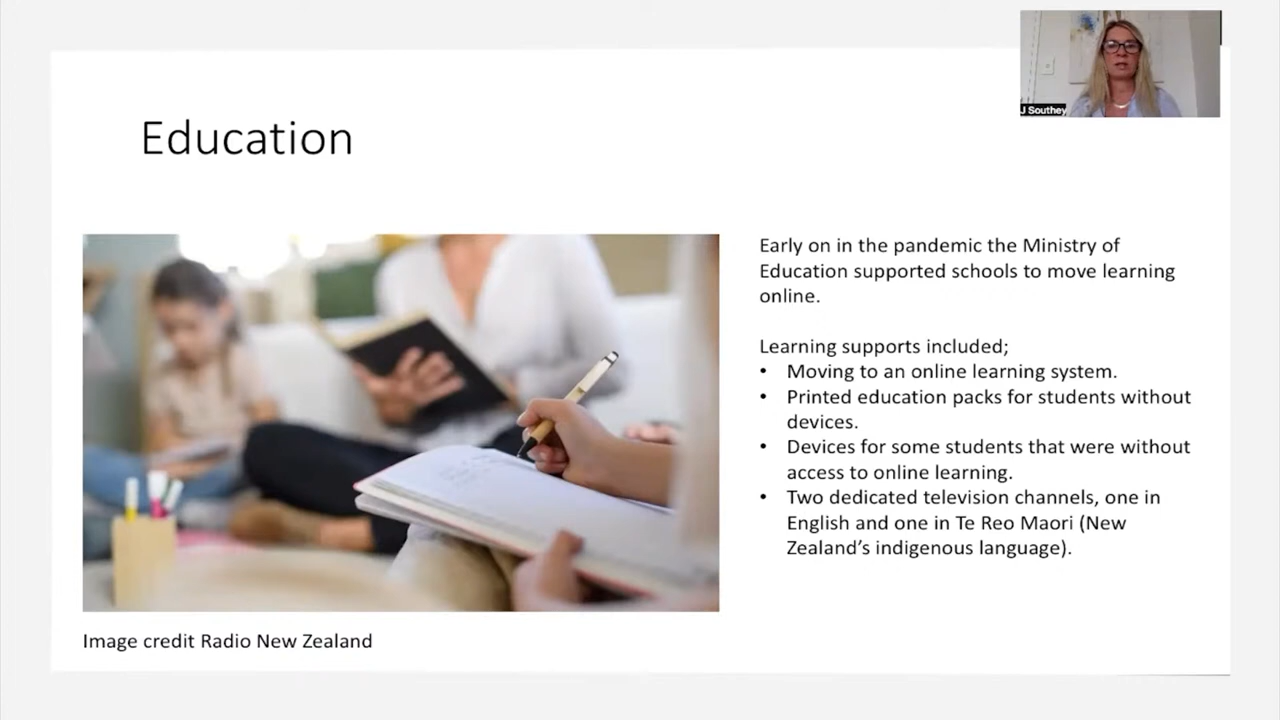 J Southey
Education
Early on in the pandemic the Ministry of
Education supported schools to move learning
online.
Learning supports included;
• Moving to an online learning system.
• Printed education packs for students without
devices.
• Devices for some students that were without
access to online learning.
• Two dedicated television channels, one in
English and one in Te Reo Maori (New
Zealand’s indigenous language).
Image credit Radio New Zealand